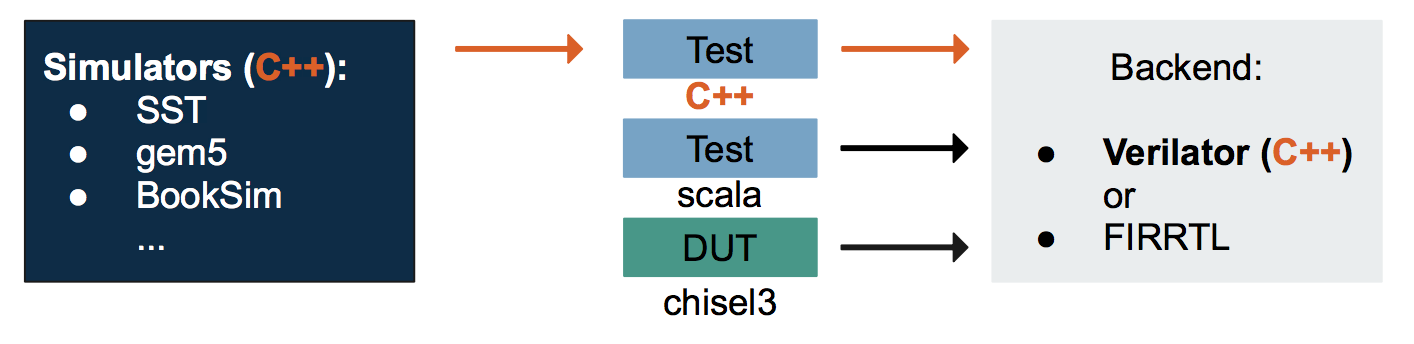 Simulators (C++):
● SST
● gem5
● BookSim
...
Test
C++
Test
scala
DUT
chisel3
Backend:
● Verilator (C++)
or
● FIRRTL